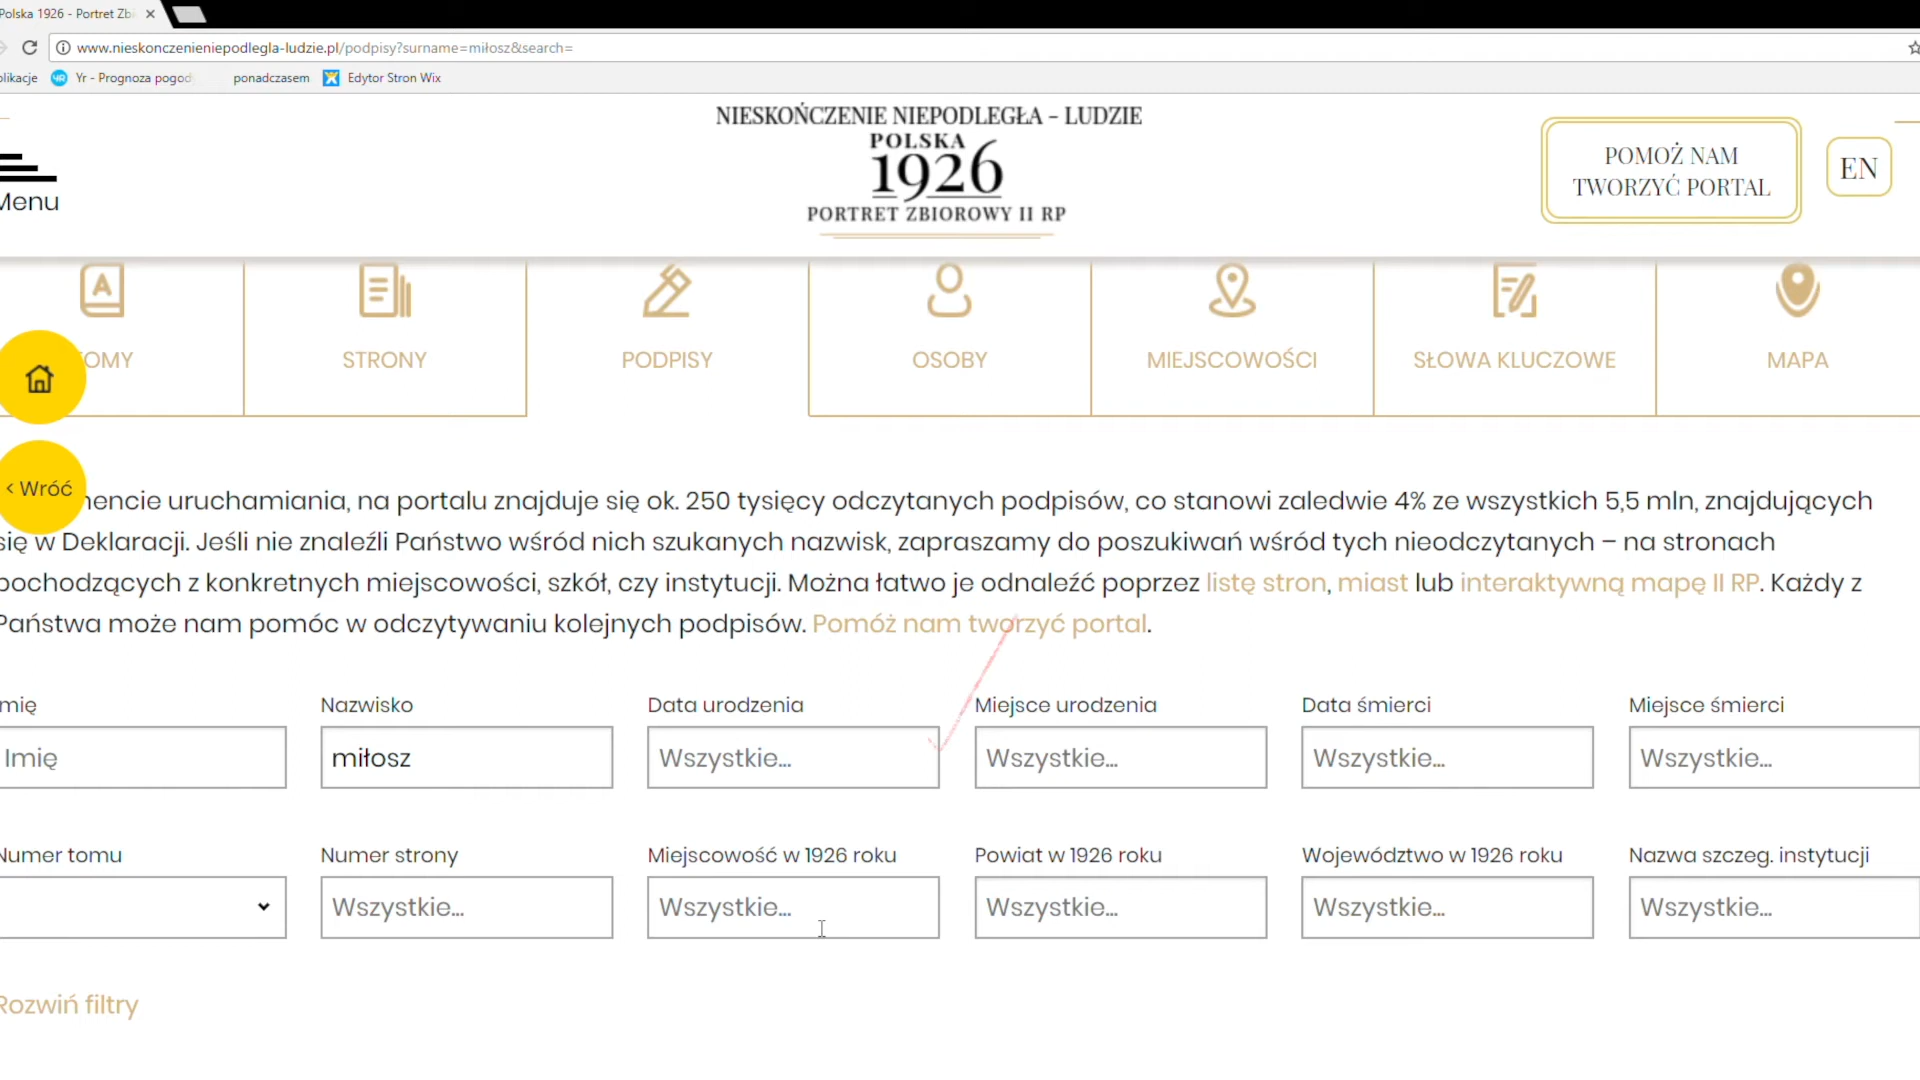 Polska 1926 - Portret Zbi
www.nieskonczenieniepodlegla-ludzie.pl/podpisy?surname=miłosz&search=
plikacje Yr - Prognoza pogody ponadczasem Edytor Stron Wix
Menu
NIESKOŃCZENIE NIEPODLEGŁA - LUDZIE
POLSKA
1926
PORTRET ZBIOROWY II RP
POMOŻ NAM
TWORZYĆ PORTAL
EN
OMY STRONY PODPISY OSOBY MIEJSCOWOŚCI SŁOWA KLUCZOWE MAPA
< Wróć
mencie uruchamiania, na portalu znajduje się ok. 250 tysięcy odczytanych podpisów, co stanowi zaledwie 4% ze wszystkich 5,5 mln, znajdujących
się w Deklaracji. Jeśli nie znaleźli Państwo wśród nich szukanych nazwisk, zapraszamy do poszukiwań wśród tych nieodczytanych – na stronach
pochodzących z konkretnych miejscowości, szkół, czy instytucji. Można łatwo je odnaleźć poprzez listę stron, miast lub interaktywną mapę II RP. Każdy z
Państwa może nam pomóc w odczytywaniu kolejnych podpisów. Pomóż nam tworzyć portal.
mię Nazwisko Data urodzenia Miejsce urodzenia Data śmierci Miejsce śmierci
Imię miłosz Wszystkie... Wszystkie... Wszystkie... Wszystkie...
Numer tomu Numer strony Miejscowość w 1926 roku Powiat w 1926 roku Województwo w 1926 roku Nazwa szczeg. instytucji
Wszystkie... Wszystkie... Wszystkie... Wszystkie... Wszystkie...
Rozwiń filtry